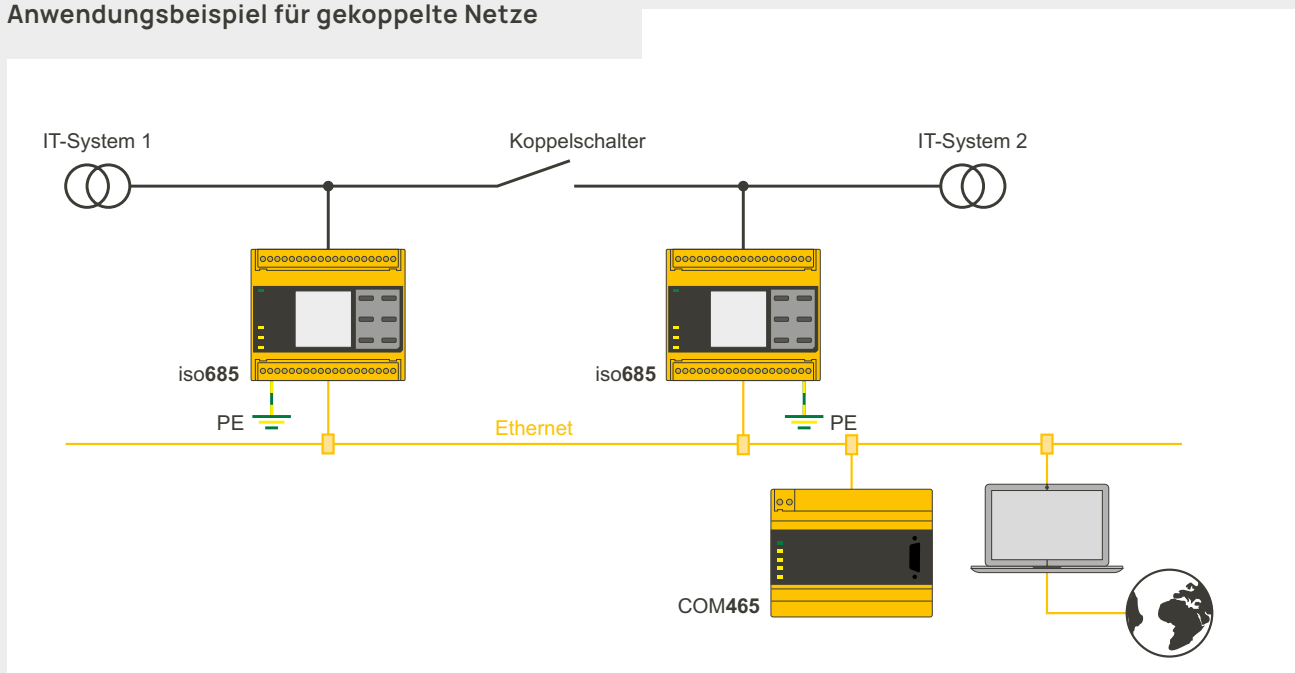 Anwendungsbeispiel für gekoppelte Netze
IT-System 1
Koppelschalter
IT-System 2
iso685
iso685
PE
Ethernet
PE
COM465